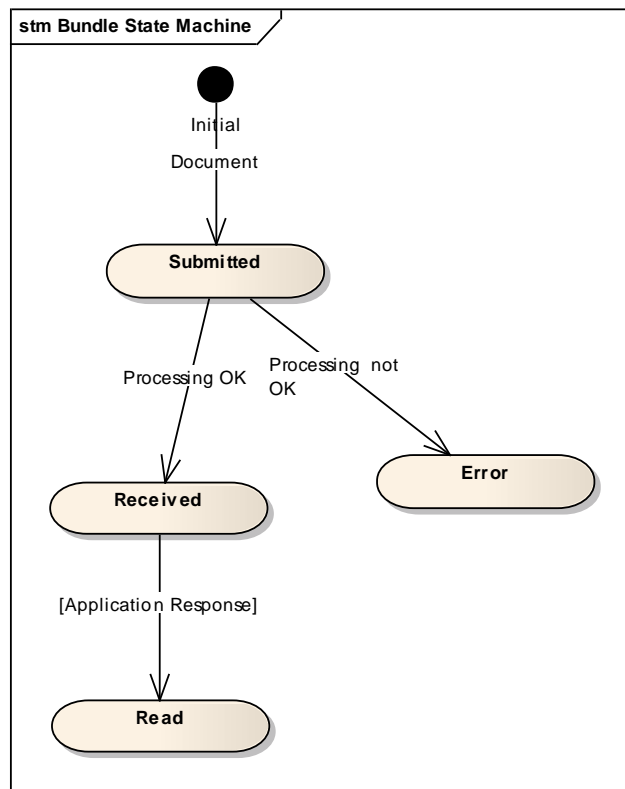 stm Bundle State Machine
Initial
Document
Submitted
Processing OK
Processing not
OK
Error
Received
[Application Response]
Read